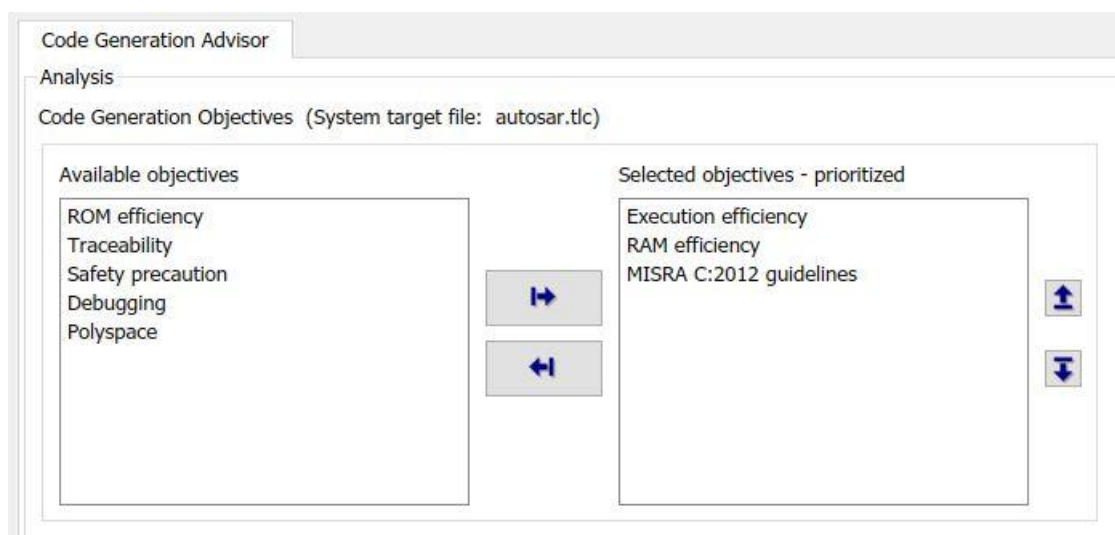 Code Generation Advisor
Analysis
Code Generation Objectives (System target file: autosar.tlc)
Available objectives
ROM efficiency
Traceability
Safety precaution
Debugging
Polyspace
Selected objectives - prioritized
Execution efficiency
RAM efficiency
MISRA C:2012 guidelines